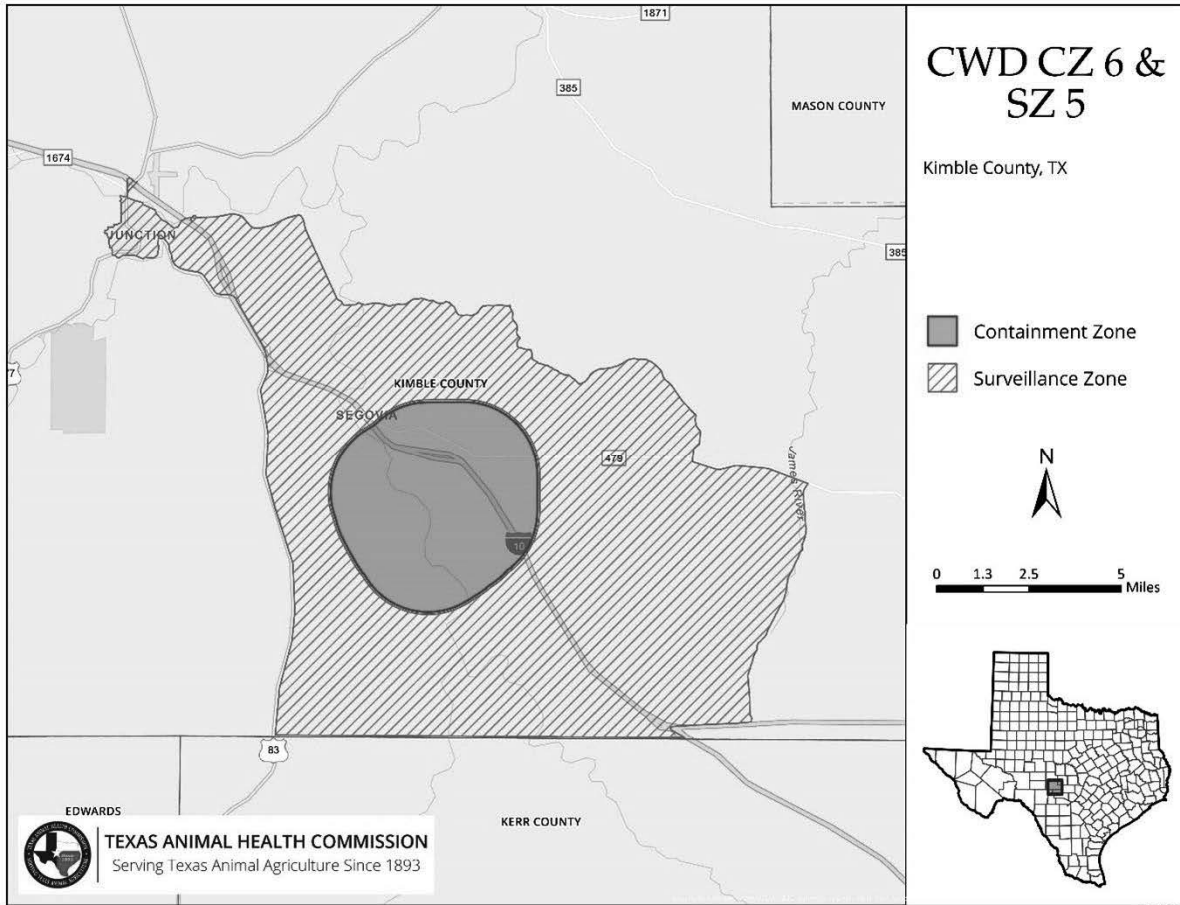 1871
385
MASON COUNTY
1674
JUNCTION
385
KIMBLE COUNTY
SEGOVIA
479
James River
10
83
EDWARDS
KERR COUNTY
TEXAS ANIMAL HEALTH COMMISSION
Serving Texas Animal Agriculture Since 1893
CWD CZ 6 &
SZ 5
Kimble County, TX
Containment Zone
Surveillance Zone
N
0 1.3 2.5 5
Miles